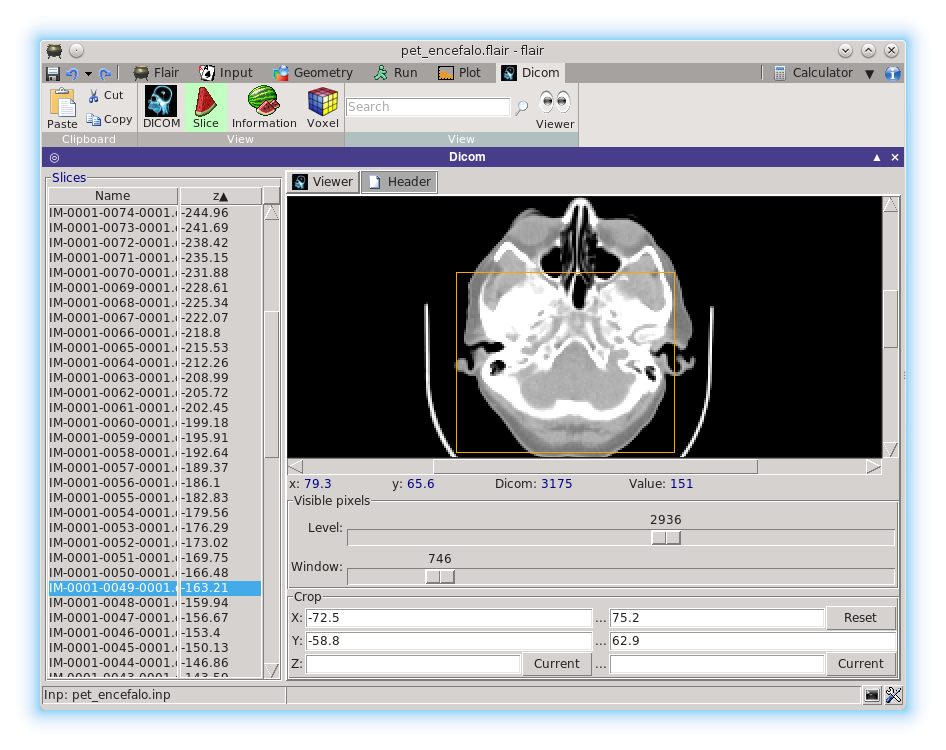 pet_encefalo.flair - flair
Flair Input Geometry Run Plot Dicom Calculator
Paste Cut Copy DICOM Slice Information Voxel Search Viewer
Clipboard View View
Dicom
Slices
Name z▲
IM-0001-0074-0001. -244.96
IM-0001-0073-0001. -241.69
IM-0001-0072-0001. -238.42
IM-0001-0071-0001. -235.15
IM-0001-0070-0001. -231.88
IM-0001-0069-0001. -228.61
IM-0001-0068-0001. -225.34
IM-0001-0067-0001. -222.07
IM-0001-0066-0001. -218.8
IM-0001-0065-0001. -215.53
IM-0001-0064-0001. -212.26
IM-0001-0063-0001. -208.99
IM-0001-0062-0001. -205.72
IM-0001-0061-0001. -202.45
IM-0001-0060-0001. -199.18
IM-0001-0059-0001. -195.91
IM-0001-0058-0001. -192.64
IM-0001-0057-0001. -189.37
IM-0001-0056-0001. -186.1
IM-0001-0055-0001. -182.83
IM-0001-0054-0001. -179.56
IM-0001-0053-0001. -176.29
IM-0001-0052-0001. -173.02
IM-0001-0051-0001. -169.75
IM-0001-0050-0001. -166.48
IM-0001-0049-0001. -163.21
IM-0001-0048-0001. -159.94
IM-0001-0047-0001. -156.67
IM-0001-0046-0001. -153.4
IM-0001-0045-0001. -150.13
IM-0001-0044-0001. -146.86
Viewer Header
x: 79.3 y: 65.6 Dicom: 3175 Value: 151
Visible pixels
2936
Level:
746
Window:
Crop
X: -72.5 ... 75.2 Reset
Y: -58.8 ... 62.9
Z: Current ... Current
Inp: pet_encefalo.inp